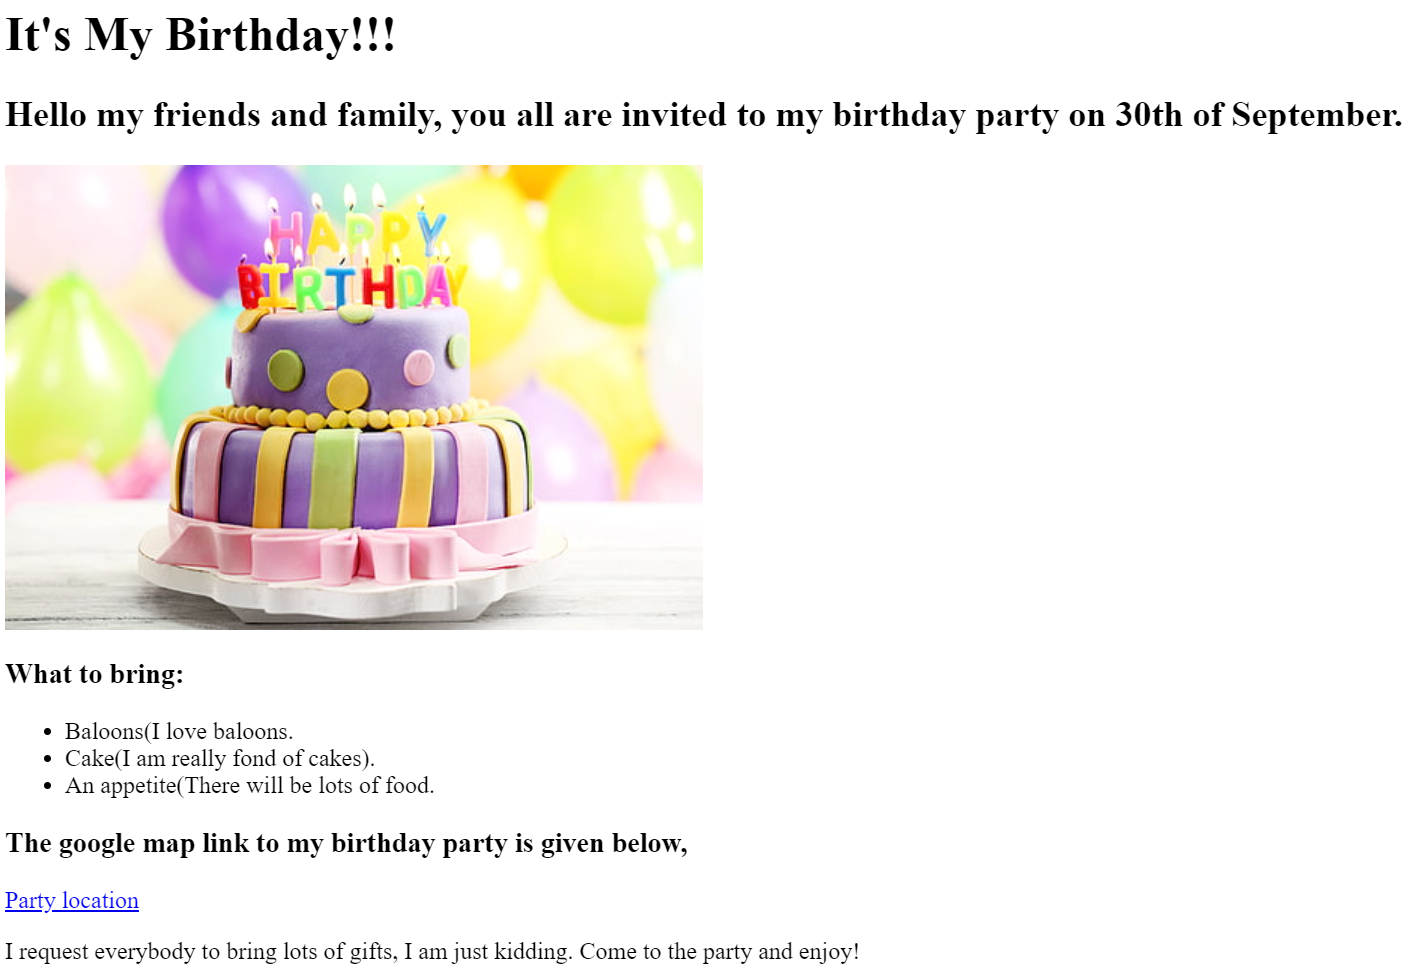 It's My Birthday!!!
Hello my friends and family, you all are invited to my birthday party on 30th of September.
HAPPY
BIRTHDAY
What to bring:
Baloons(I love baloons.
Cake(I am really fond of cakes).
An appetite(There will be lots of food.
The google map link to my birthday party is given below,
Party location
I request everybody to bring lots of gifts, I am just kidding. Come to the party and enjoy!